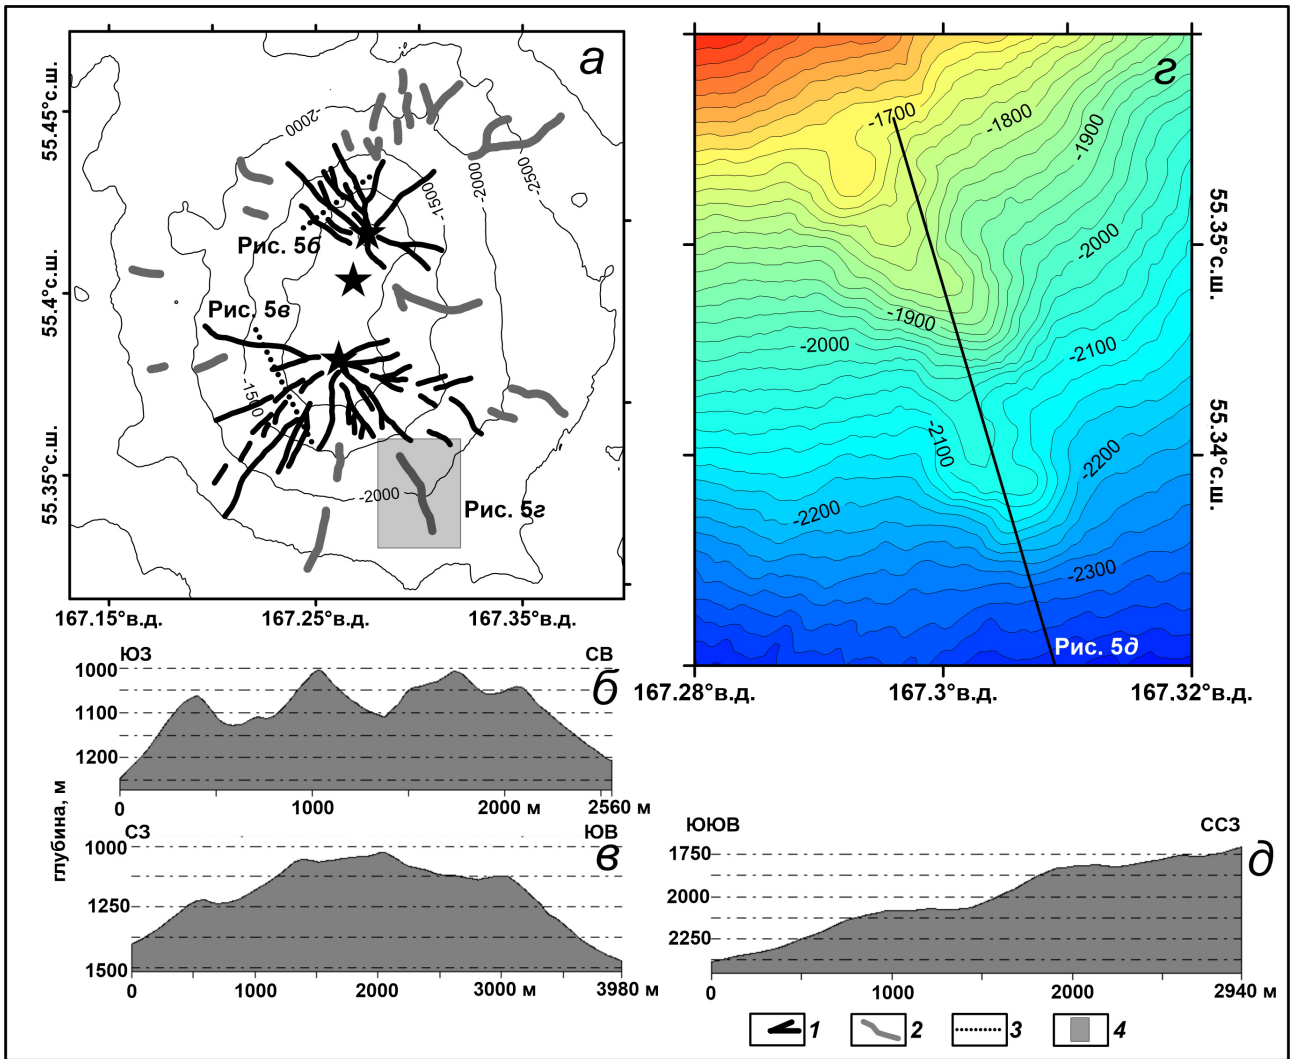 а
-2000
-2500
-2000
-1500
-1500
-2000
Рис. 5б
Рис. 5в
Рис. 5г
55.45°с.ш.
55.4°с.ш.
55.35°с.ш.
167.15°в.д.
167.25°в.д.
167.35°в.д.
г
-1700
-1800
-1900
-2000
-1900
-2000
-2100
-2100
-2200
-2200
-2300
Рис. 5д
55.35°с.ш.
55.34°с.ш.
167.28°в.д.
167.3°в.д.
167.32°в.д.
ЮЗ
СВ
б
1000
1100
1200
0
1000
2000
2560 м
глубина, м
СЗ
ЮВ
в
1000
1250
1500
0
1000
2000
3000
3980 м
ЮЮВ
ССЗ
д
1750
2000
2250
0
1000
2000
2940 м
1
2
3
4